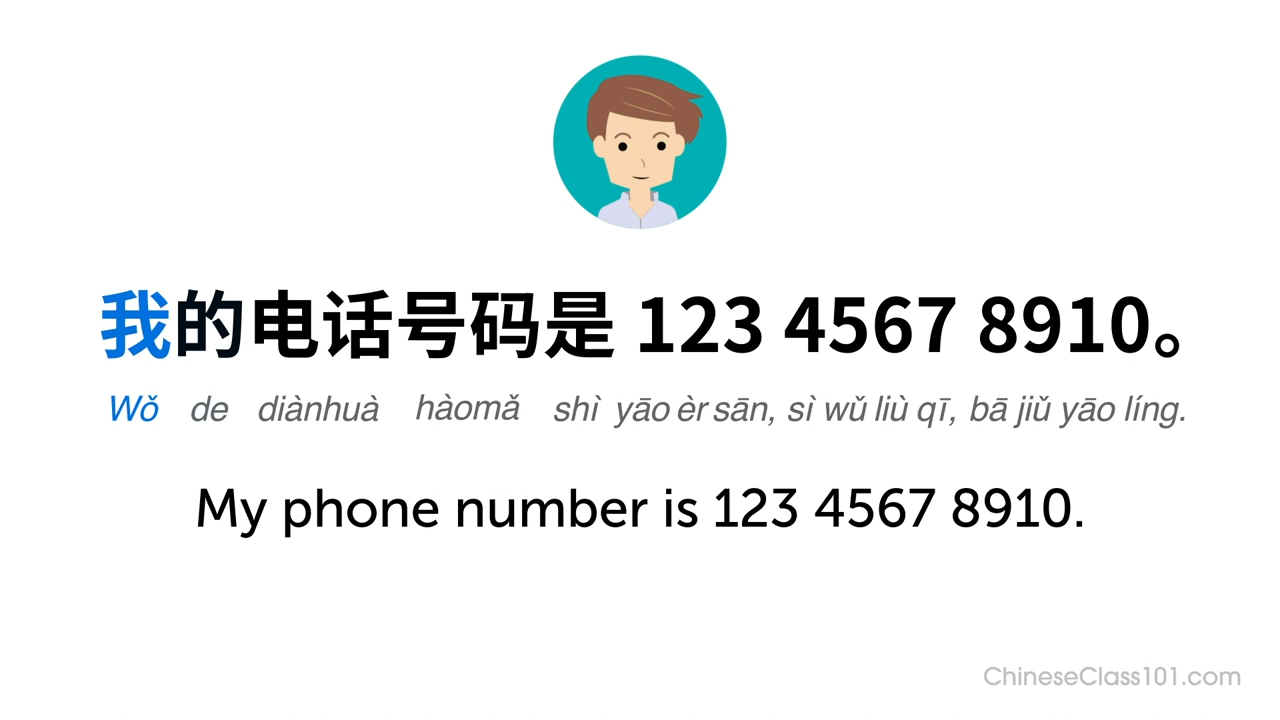 我的电话号码是 123 4567 8910。
Wǒ de diànhuà hàomǎ shì yāo èr sān, sì wǔ liù qī, bā jiǔ yāo líng.
My phone number is 123 4567 8910.
ChineseClass101.com